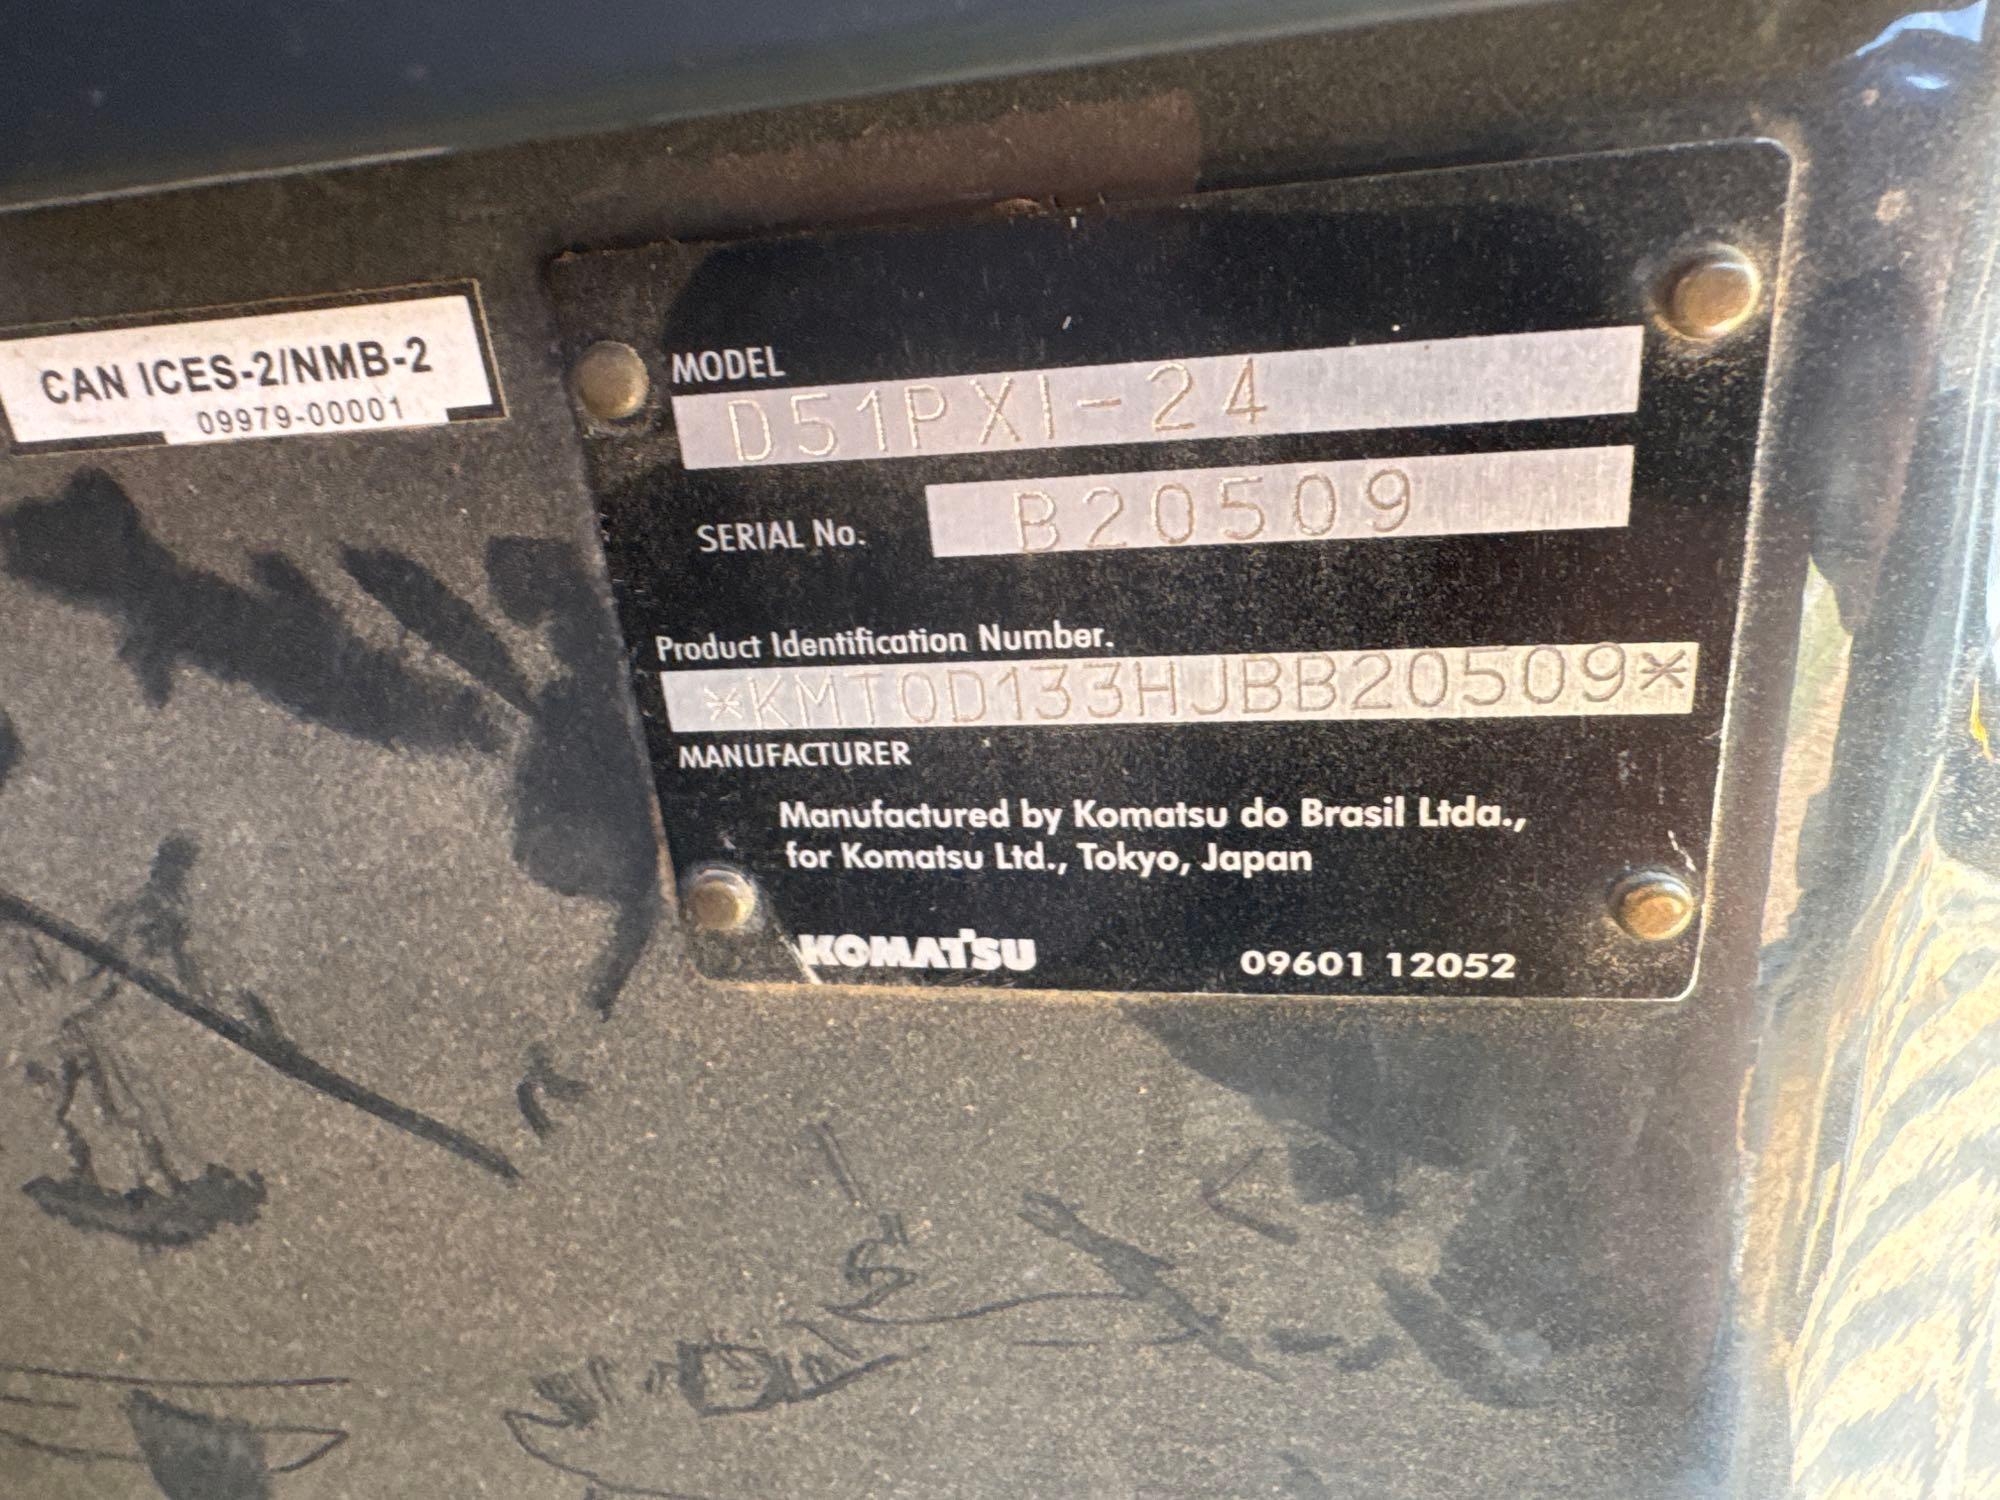 CAN ICES-2/NMB-2
09979-00001
MODEL
D51PXI-24
SERIAL No.
B20509
Product Identification Number.
*KMT0D133HJBB20509*
MANUFACTURER
Manufactured by Komatsu do Brasil Ltda.,
for Komatsu Ltd., Tokyo, Japan
KOMATSU
09601 12052